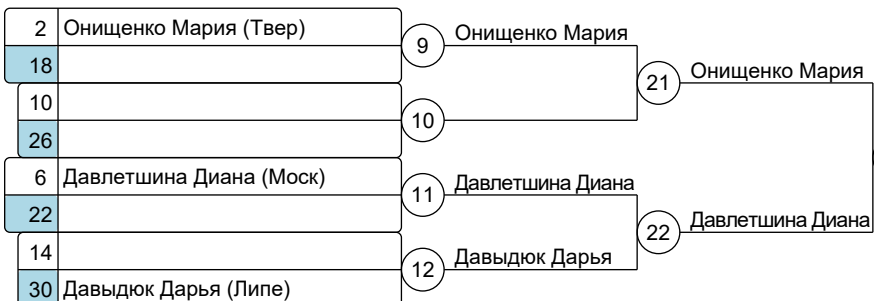 2 Онищенко Мария (Твер)
18
10
26
6 Давлетшина Диана (Моск)
22
14
30 Давыдюк Дарья (Липе)
9 Онищенко Мария
10
11 Давлетшина Диана
12 Давыдюк Дарья
21 Онищенко Мария
22 Давлетшина Диана